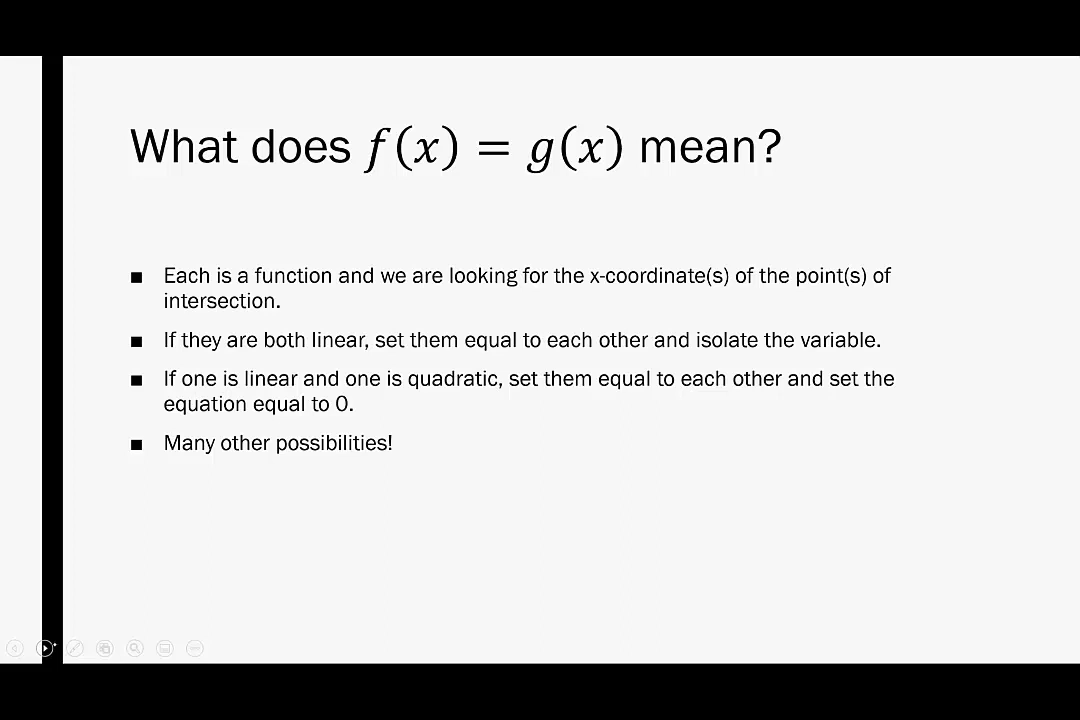 What does f(x) = g(x) mean?
■ Each is a function and we are looking for the x-coordinate(s) of the point(s) of
intersection.
■ If they are both linear, set them equal to each other and isolate the variable.
■ If one is linear and one is quadratic, set them equal to each other and set the
equation equal to 0.
■ Many other possibilities!